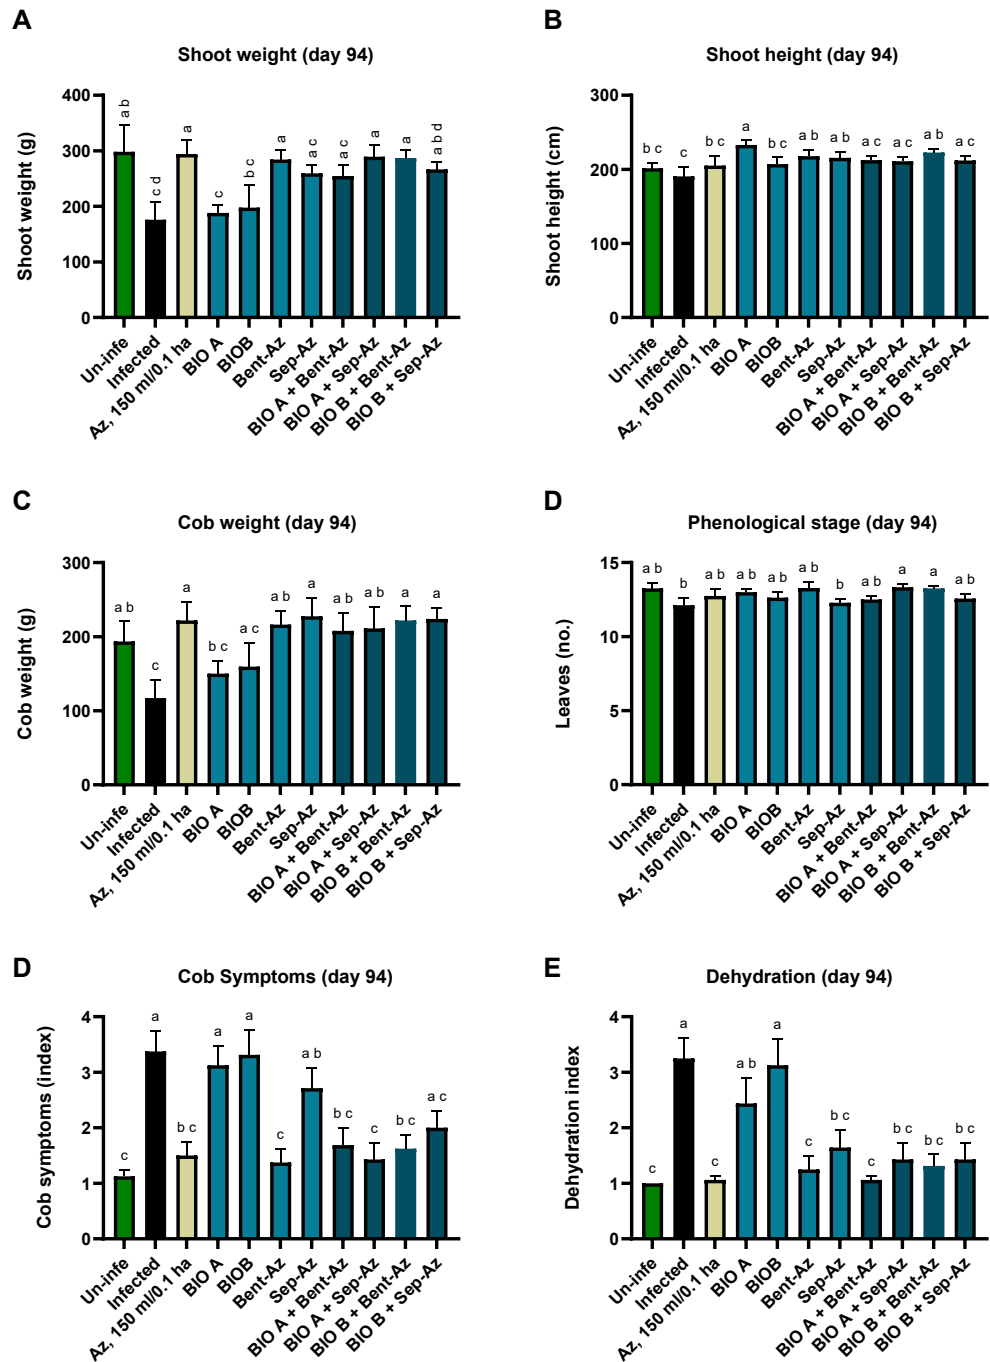 A
Shoot weight (day 94)
Shoot weight (g)
400
300
200
100
0
a b
c d
a
c
b c
a
a c
a c
a
a
a b d
Un-infe
Infected
Az, 150 ml/0.1 ha
BIO A
BIOB
Bent-Az
Sep-Az
BIO A + Bent-Az
BIO A + Sep-Az
BIO B + Bent-Az
BIO B + Sep-Az
B
Shoot height (day 94)
Shoot height (cm)
300
200
100
0
b c
c
b c
a
b c
a b
a b
a c
a c
a b
a c
Un-infe
Infected
Az, 150 ml/0.1 ha
BIO A
BIOB
Bent-Az
Sep-Az
BIO A + Bent-Az
BIO A + Sep-Az
BIO B + Bent-Az
BIO B + Sep-Az
C
Cob weight (day 94)
Cob weight (g)
300
200
100
0
a b
c
a
b c
a c
a b
a
a b
a b
a b
a
Un-infe
Infected
Az, 150 ml/0.1 ha
BIO A
BIOB
Bent-Az
Sep-Az
BIO A + Bent-Az
BIO A + Sep-Az
BIO B + Bent-Az
BIO B + Sep-Az
D
Phenological stage (day 94)
Leaves (no.)
15
10
5
0
a b
b
a b
a b
a b
a b
b
a b
a
a
a b
Un-infe
Infected
Az, 150 ml/0.1 ha
BIO A
BIOB
Bent-Az
Sep-Az
BIO A + Bent-Az
BIO A + Sep-Az
BIO B + Bent-Az
BIO B + Sep-Az
D
Cob Symptoms (day 94)
Cob symptoms (index)
4
3
2
1
0
c
a
b c
a
a
c
a b
b c
c
b c
a c
Un-infe
Infected
Az, 150 ml/0.1 ha
BIO A
BIOB
Bent-Az
Sep-Az
BIO A + Bent-Az
BIO A + Sep-Az
BIO B + Bent-Az
BIO B + Sep-Az
E
Dehydration (day 94)
Dehydration index
4
3
2
1
0
c
a
c
a b
a
c
b c
c
b c
b c
b c
Un-infe
Infected
Az, 150 ml/0.1 ha
BIO A
BIOB
Bent-Az
Sep-Az
BIO A + Bent-Az
BIO A + Sep-Az
BIO B + Bent-Az
BIO B + Sep-Az